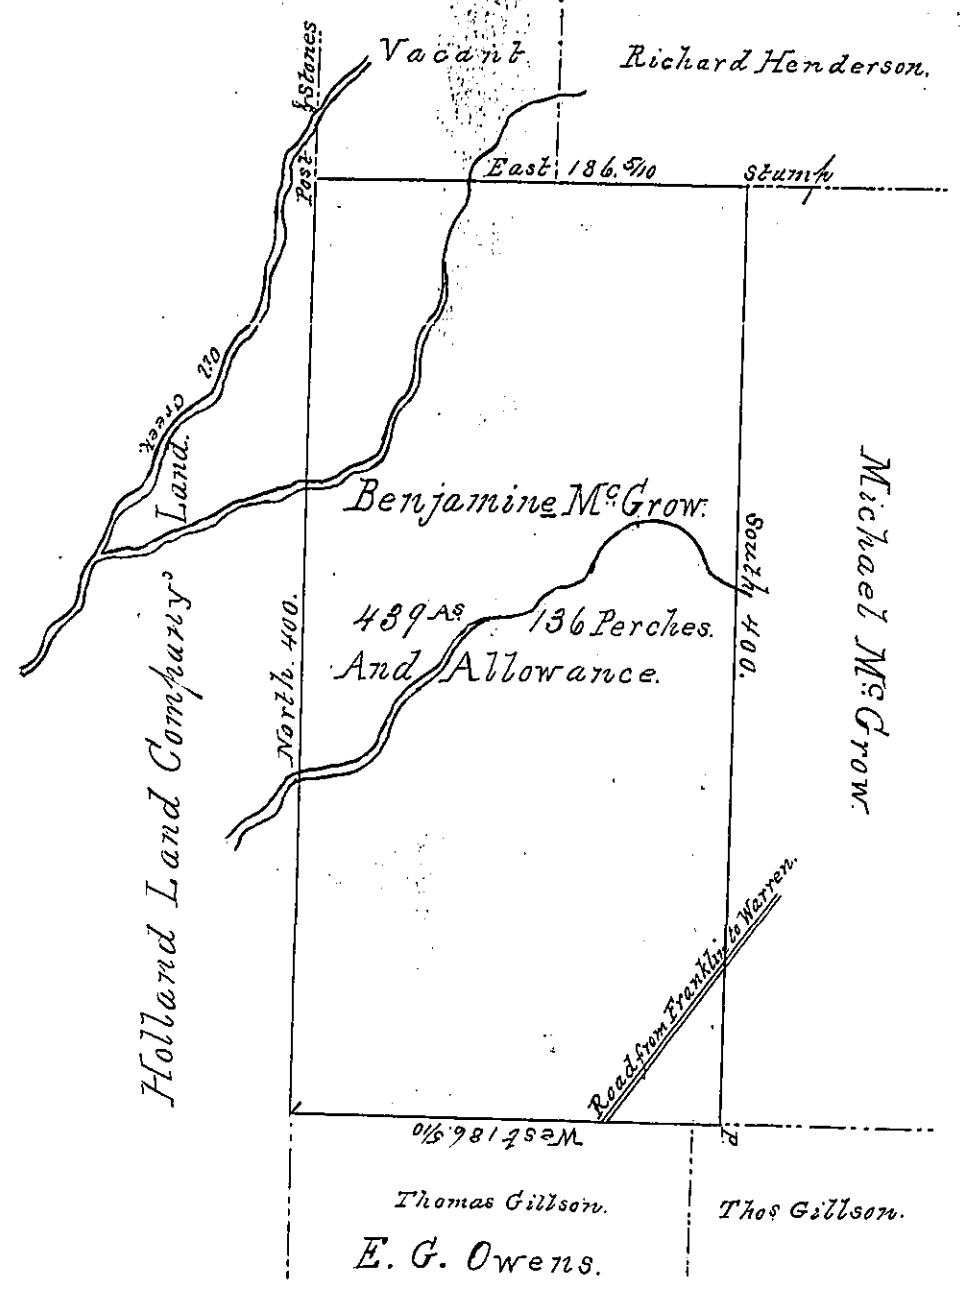 Vacant
Richard Henderson.
Post & Stones
East 186.5/10
Stump
Oil Creek.
Holland Land Company's Land.
North. 400.
Benjamine McGrow.
439 As. 136 Perches.
And Allowance.
South 400.
Michael McGrow.
Road from Franklin to Warren.
West 186.5/10
P.
Thomas Gillson.
Thos Gillson.
E. G. Owens.